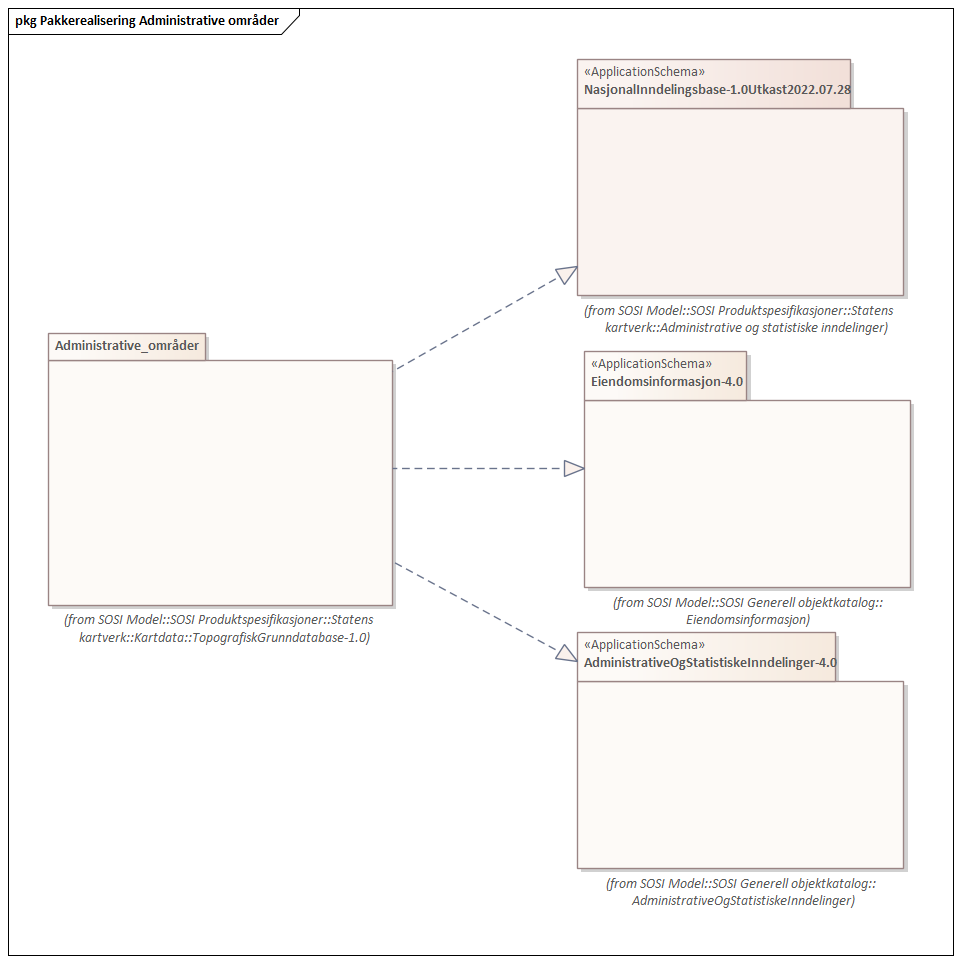 pkg Pakkerealisering Administrative områder
«ApplicationSchema»
NasjonalInndelingsbase-1.0Utkast2022.07.28
(from SOSI Model::SOSI Produktspesifikasjoner::Statens
kartverk::Administrative og statistiske inndelinger)
Administrative_områder
(from SOSI Model::SOSI Produktspesifikasjoner::Statens
kartverk::Kartdata::TopografiskGrunndatabase-1.0)
«ApplicationSchema»
Eiendomsinformasjon-4.0
(from SOSI Model::SOSI Generell objektkatalog::
Eiendomsinformasjon)
«ApplicationSchema»
AdministrativeOgStatistiskeInndelinger-4.0
(from SOSI Model::SOSI Generell objektkatalog::
AdministrativeOgStatistiskeInndelinger)